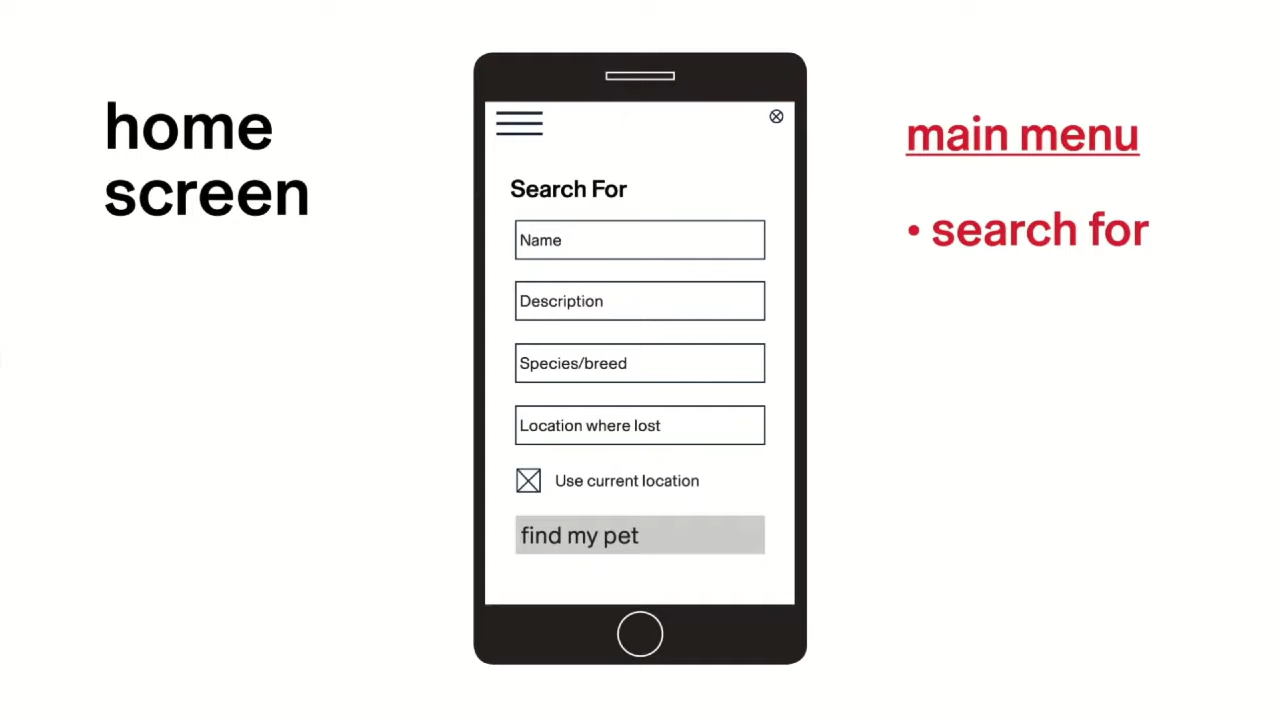 home
screen
Search For
Name
Description
Species/breed
Location where lost
Use current location
find my pet
main menu
• search for